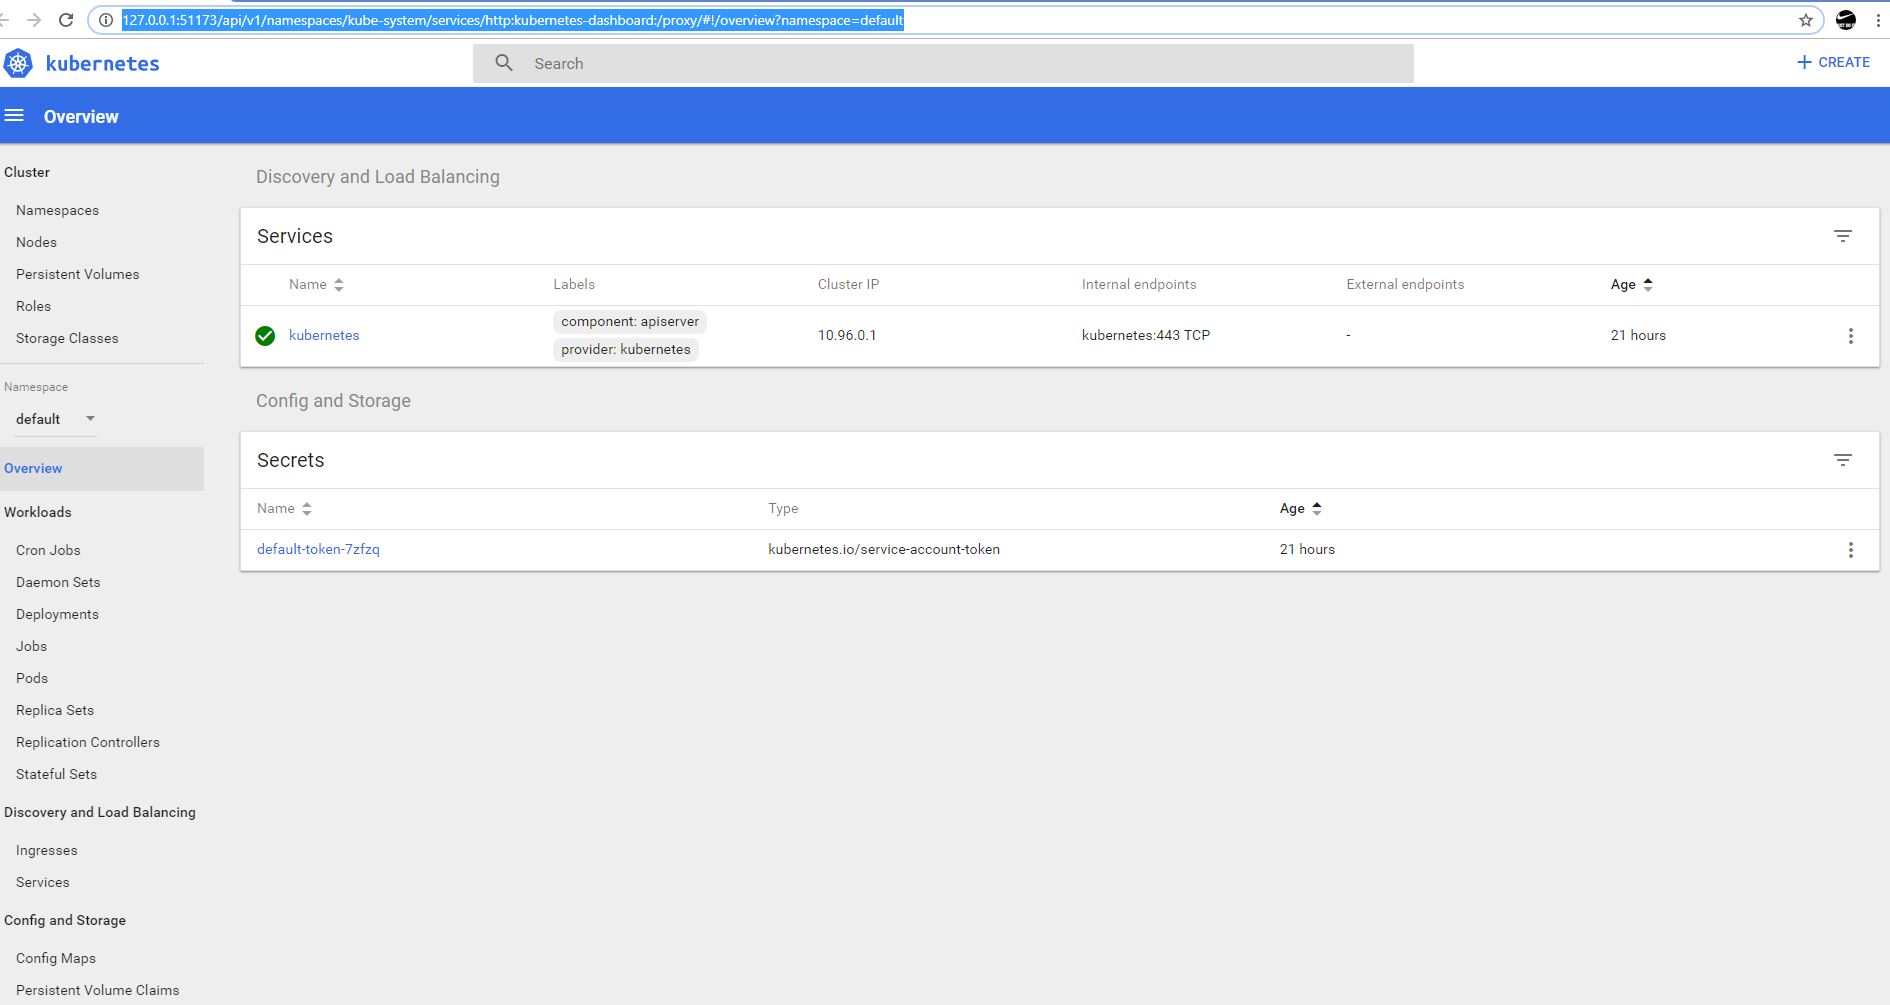 127.0.0.1:51173/api/v1/namespaces/kube-system/services/http:kubernetes-dashboard:/proxy/#!/overview?namespace=default
kubernetes
Search
+ CREATE
Overview
Cluster
Namespaces
Nodes
Persistent Volumes
Roles
Storage Classes
Namespace
default
Overview
Workloads
Cron Jobs
Daemon Sets
Deployments
Jobs
Pods
Replica Sets
Replication Controllers
Stateful Sets
Discovery and Load Balancing
Ingresses
Services
Config and Storage
Config Maps
Persistent Volume Claims
Discovery and Load Balancing
Services
Name Labels Cluster IP Internal endpoints External endpoints Age
kubernetes component: apiserver provider: kubernetes 10.96.0.1 kubernetes:443 TCP - 21 hours
Config and Storage
Secrets
Name Type Age
default-token-7zfzq kubernetes.io/service-account-token 21 hours